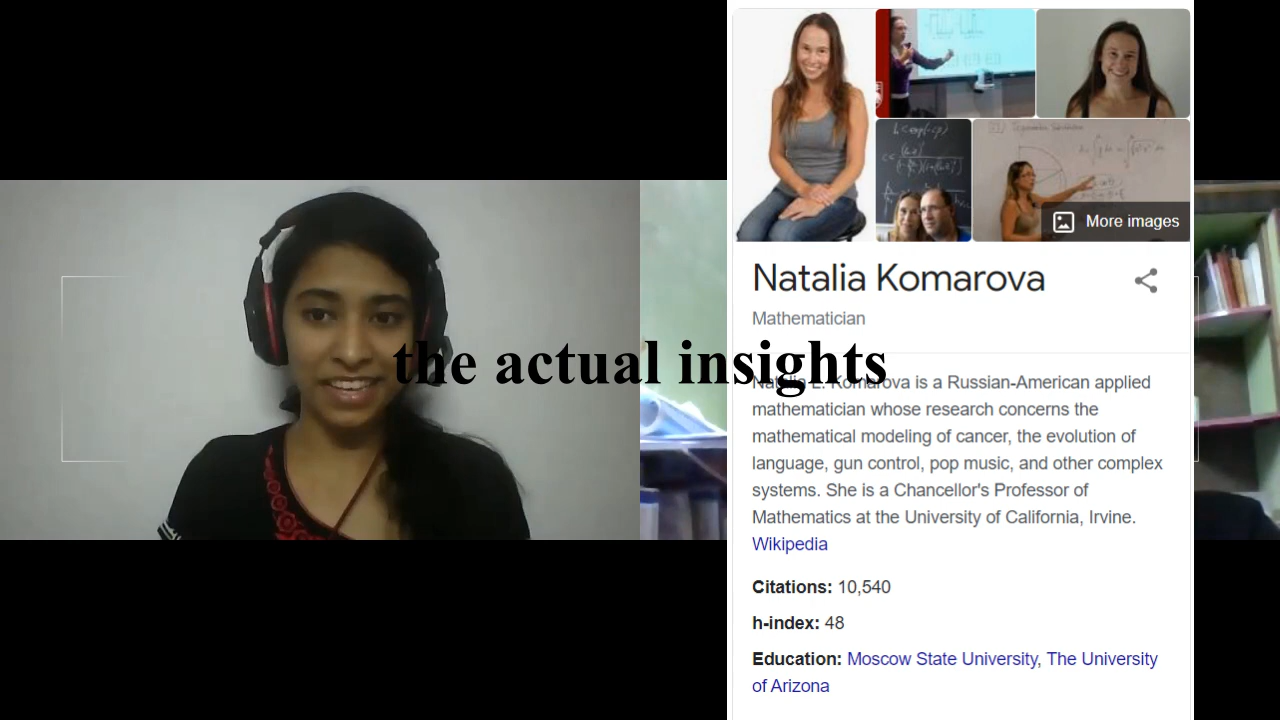 More images
Natalia Komarova
Mathematician
the actual insights
Natalia L. Komarova is a Russian-American applied
mathematician whose research concerns the
mathematical modeling of cancer, the evolution of
language, gun control, pop music, and other complex
systems. She is a Chancellor's Professor of
Mathematics at the University of California, Irvine.
Wikipedia
Citations: 10,540
h-index: 48
Education: Moscow State University, The University
of Arizona